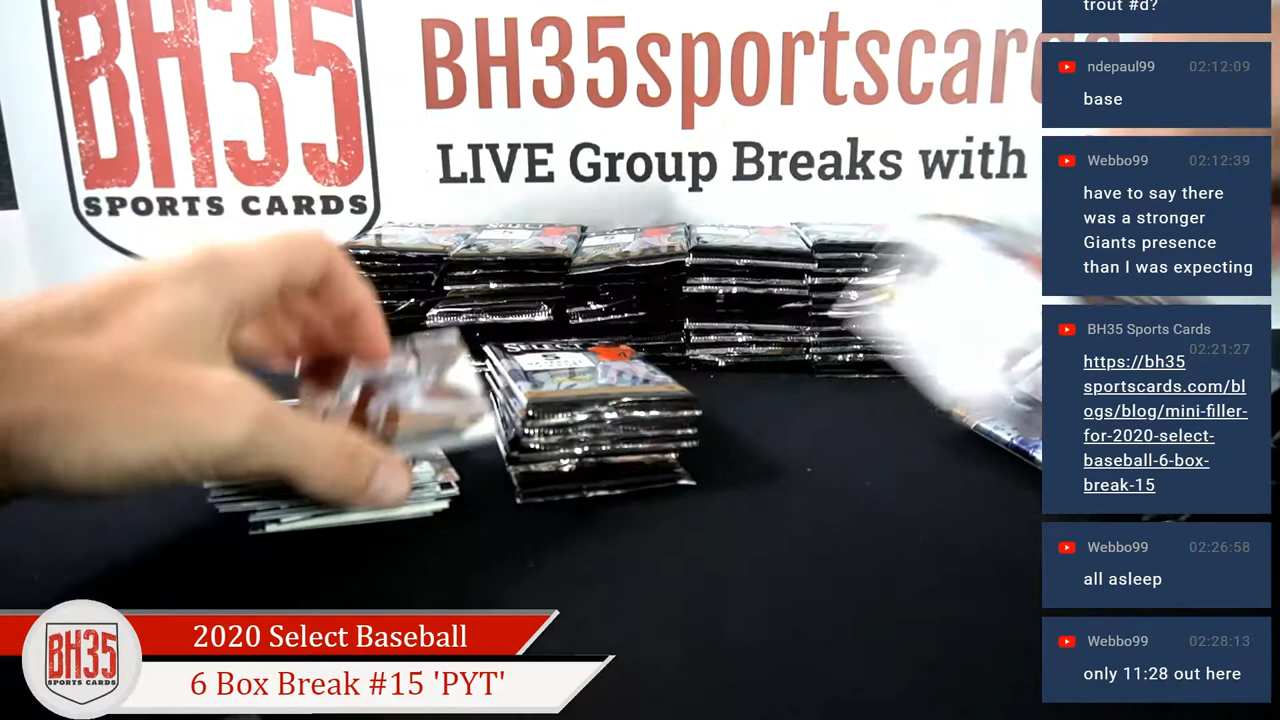 BH35
SPORTS CARDS
BH35sportscar
LIVE Group Breaks with
SELECT
trout #d?
ndepaul99 02:12:09
base
Webbo99 02:12:39
have to say there
was a stronger
Giants presence
than I was expecting
BH35 Sports Cards
02:21:27
https://bh35
sportscards.com/bl
ogs/blog/mini-filler-
for-2020-select-
baseball-6-box-
break-15
Webbo99 02:26:58
all asleep
Webbo99 02:28:13
only 11:28 out here
BH35
SPORTS CARDS
2020 Select Baseball
6 Box Break #15 'PYT'